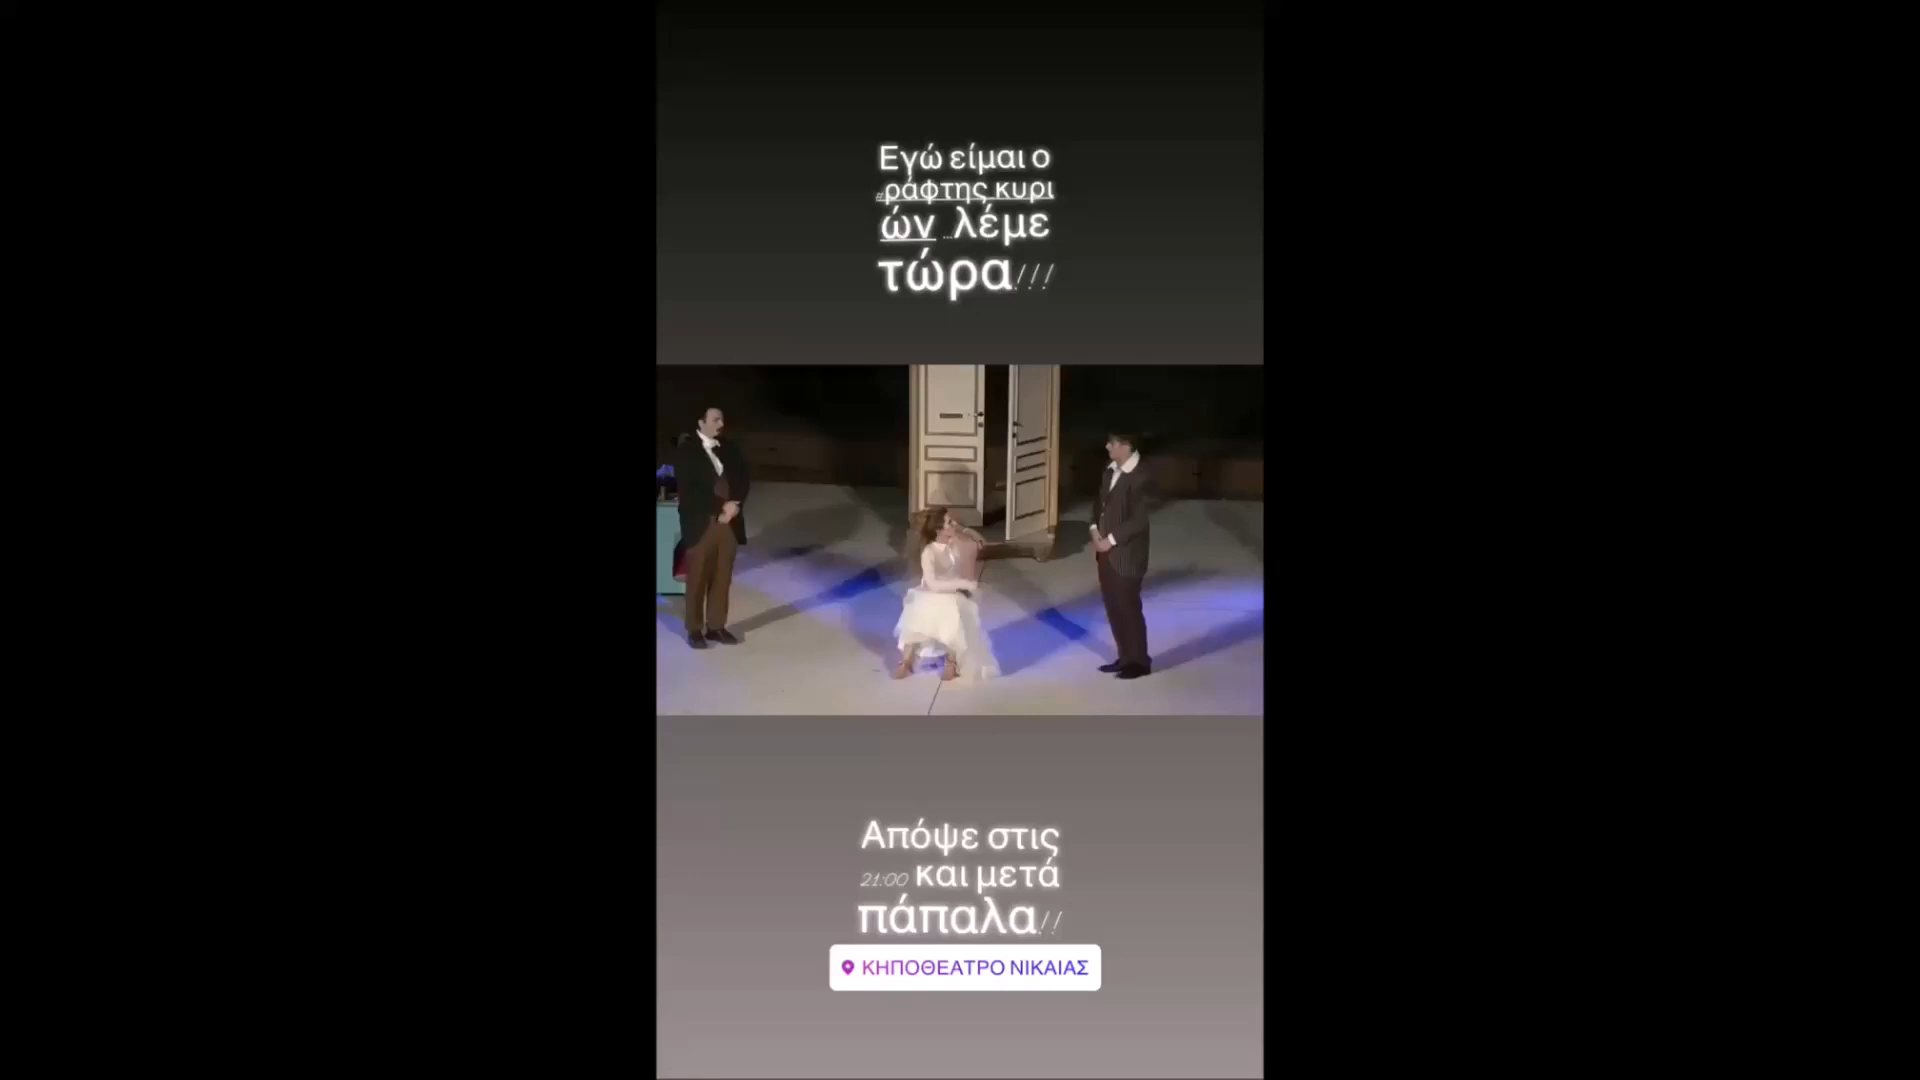 Εγώ είμαι ο
#ράφτης κυρι
ών ...λέμε
τώρα!!!
Απόψε στις
21:00 και μετά
πάπαλα!!
ΚΗΠΟΘΕΑΤΡΟ ΝΙΚΑΙΑΣ